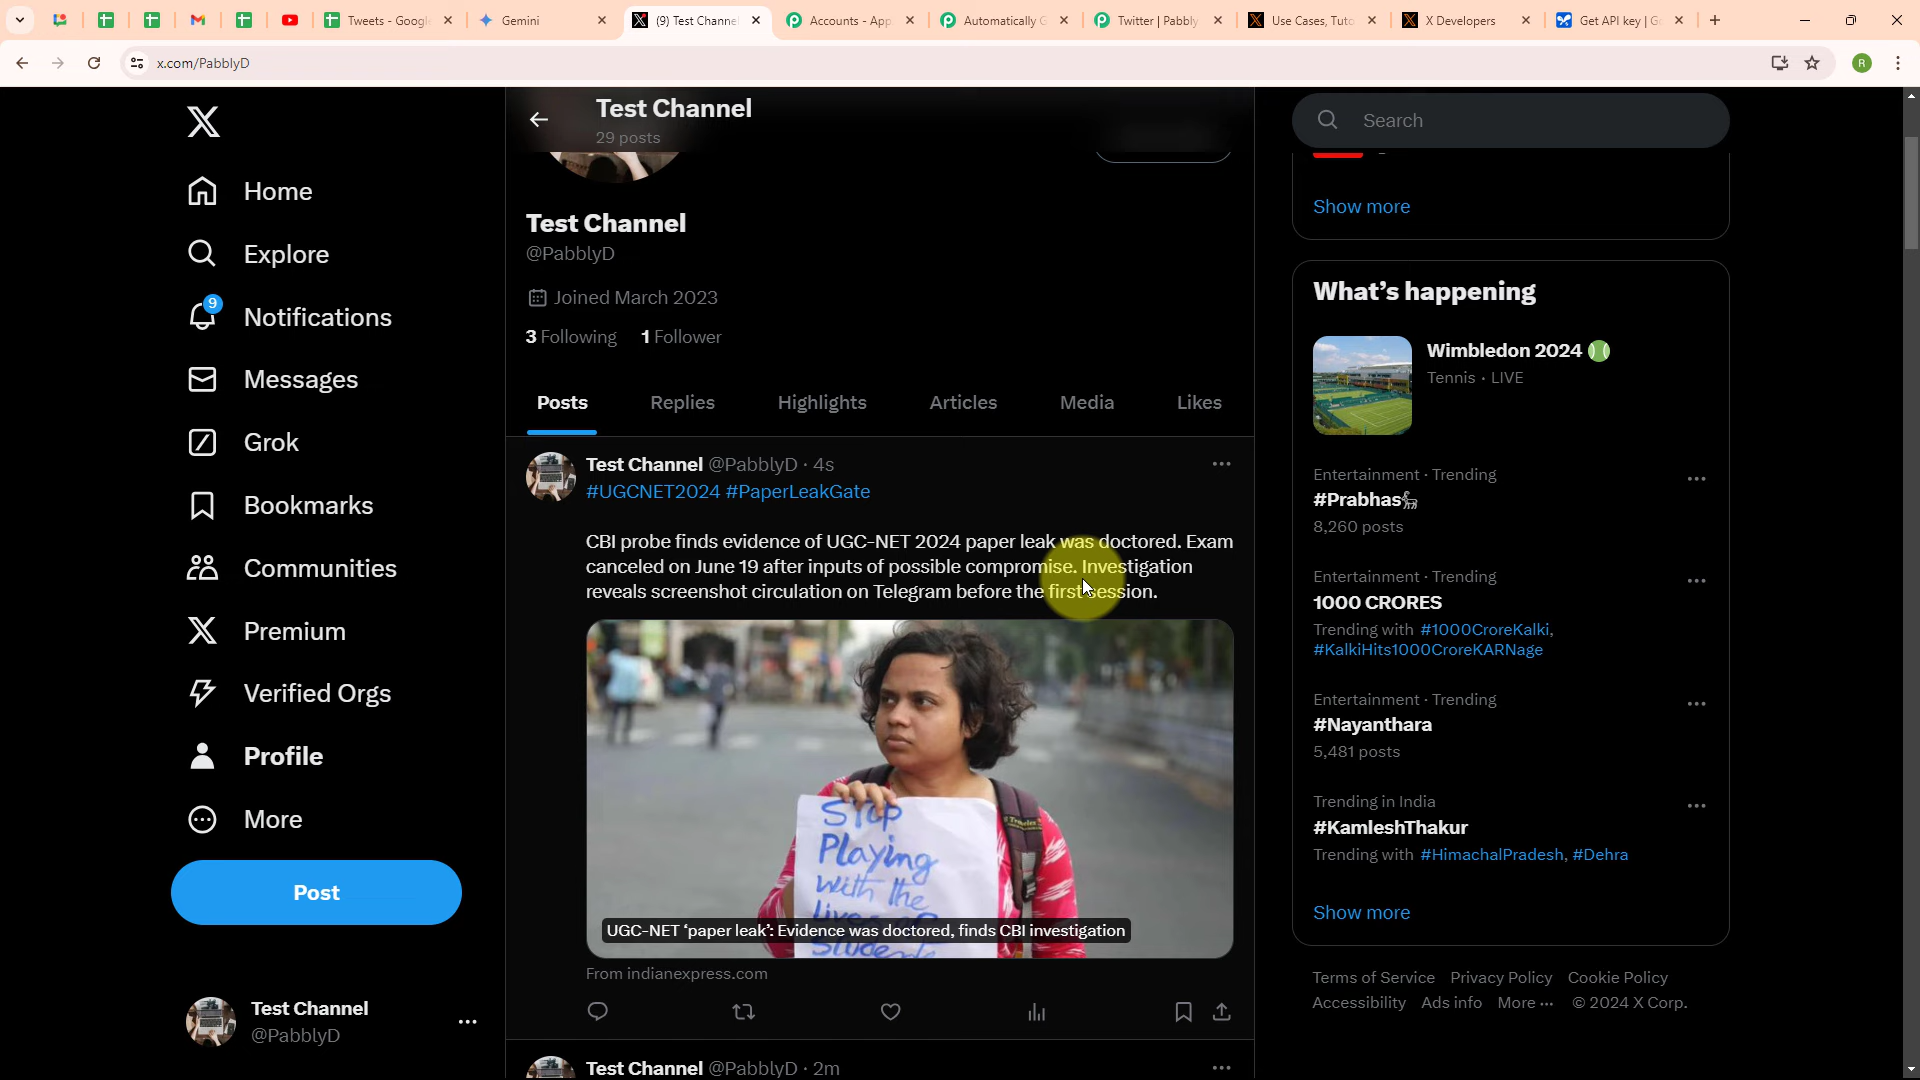 Tweets - Google
Gemini
(9) Test Channel
Accounts - App
Automatically G
Twitter | Pabbly
Use Cases, Tuto
X Developers
Get API key | G
x.com/PabblyD
R
Test Channel
29 posts
Search
Home
Explore
9
Notifications
Messages
Grok
Bookmarks
Communities
Premium
Verified Orgs
Profile
More
Post
Test Channel
@PabblyD
Test Channel
@PabblyD
Joined March 2023
3 Following 1 Follower
Posts Replies Highlights Articles Media Likes
Test Channel @PabblyD · 4s
#UGCNET2024 #PaperLeakGate
CBI probe finds evidence of UGC-NET 2024 paper leak was doctored. Exam
canceled on June 19 after inputs of possible compromise. Investigation
reveals screenshot circulation on Telegram before the first session.
Stop
Playing
with the
UGC-NET ‘paper leak’: Evidence was doctored, finds CBI investigation
From indianexpress.com
Test Channel @PabblyD · 2m
Show more
What’s happening
Wimbledon 2024
Tennis · LIVE
Entertainment · Trending
#Prabhas
8,260 posts
Entertainment · Trending
1000 CRORES
Trending with #1000CroreKalki,
#KalkiHits1000CroreKARNage
Entertainment · Trending
#Nayanthara
5,481 posts
Trending in India
#KamleshThakur
Trending with #HimachalPradesh, #Dehra
Show more
Terms of Service Privacy Policy Cookie Policy
Accessibility Ads info More ··· © 2024 X Corp.